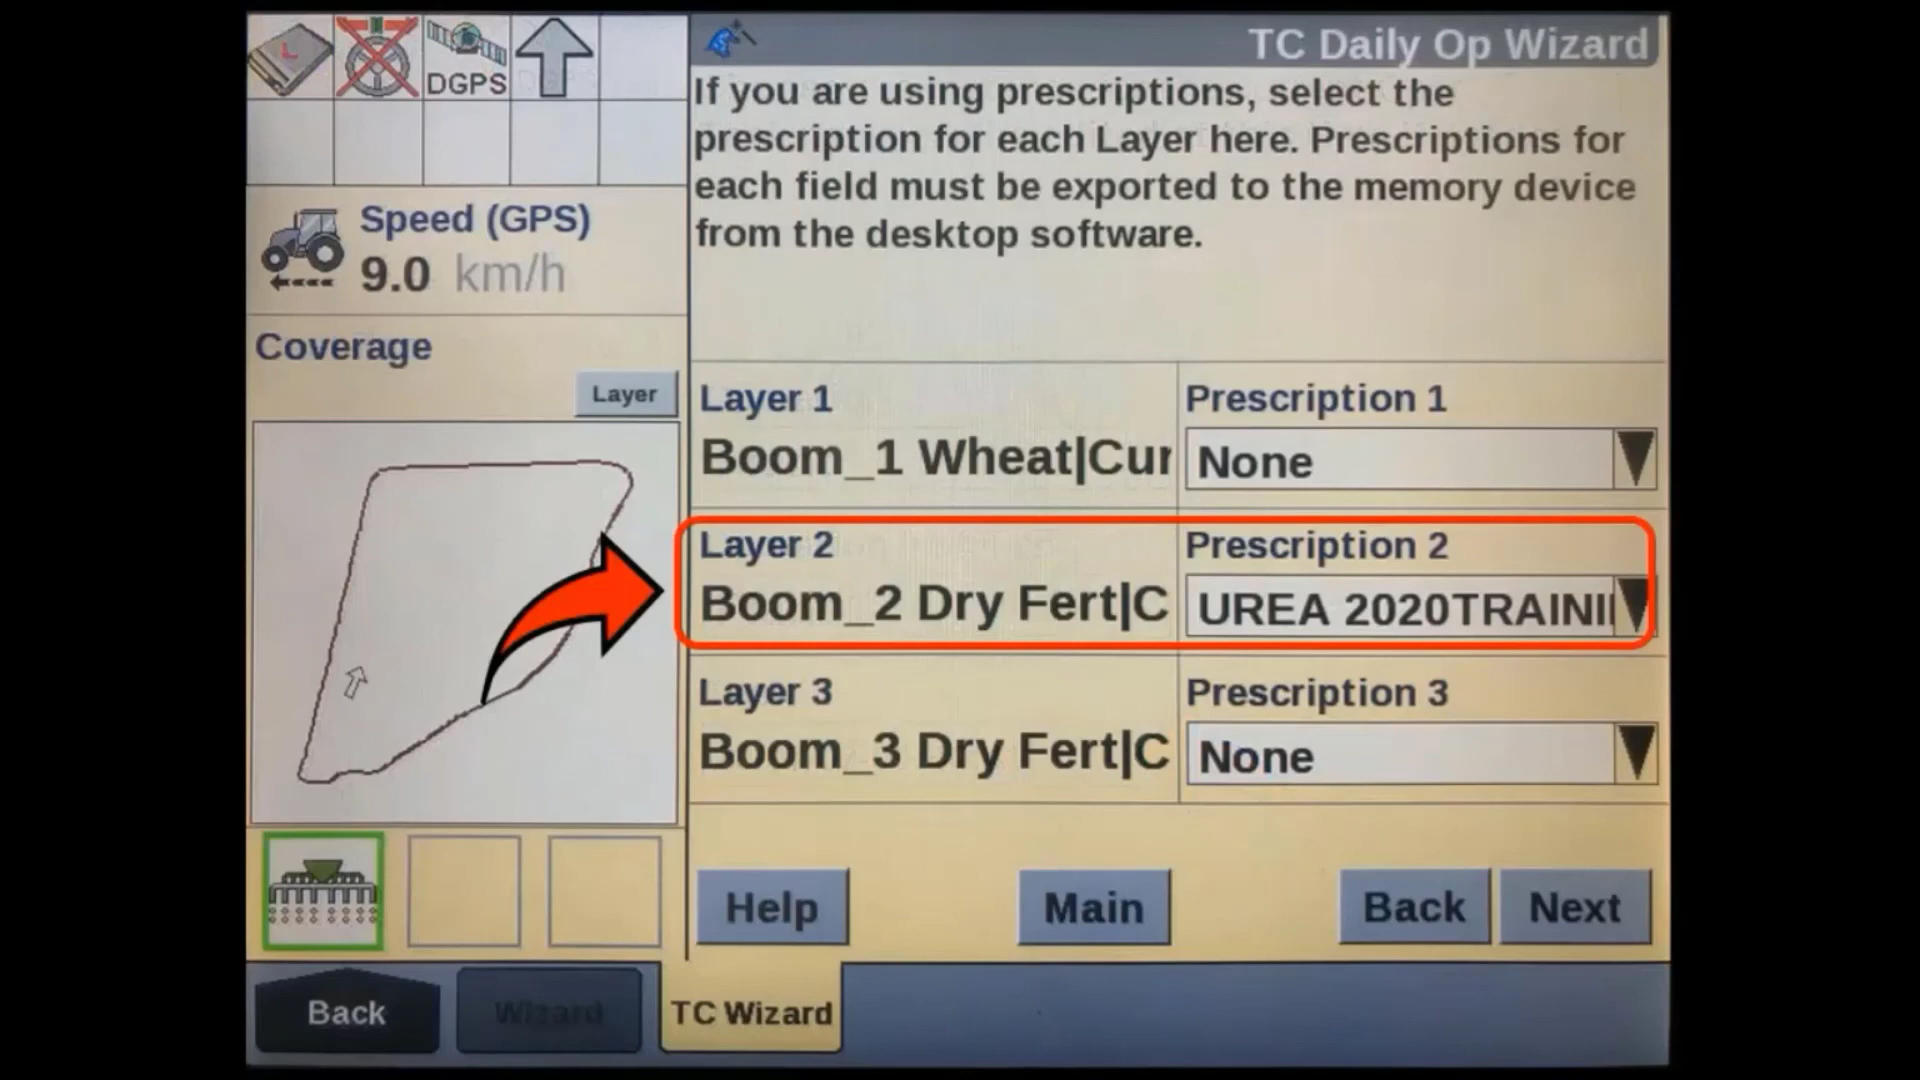 L
DGPS
TC Daily Op Wizard
If you are using prescriptions, select the
prescription for each Layer here. Prescriptions for
each field must be exported to the memory device
from the desktop software.
Speed (GPS)
9.0 km/h
Coverage
Layer
Layer 1
Boom_1 Wheat|Cur
Prescription 1
None
Layer 2
Boom_2 Dry Fert|C
Prescription 2
UREA 2020TRAINI
Layer 3
Boom_3 Dry Fert|C
Prescription 3
None
Help
Main
Back
Next
Back
Wizard
TC Wizard